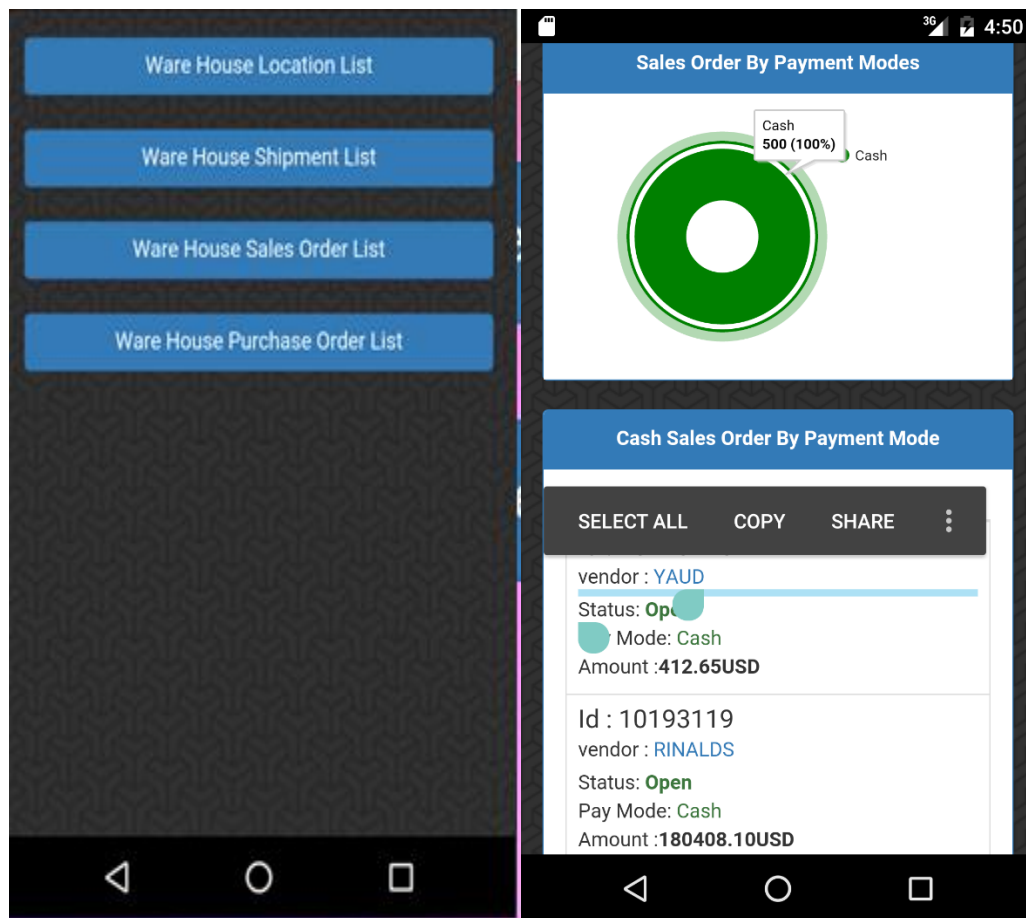 Ware House Location List
Ware House Shipment List
Ware House Sales Order List
Ware House Purchase Order List
3G 4:50
Sales Order By Payment Modes
Cash
500 (100%)
Cash
Cash Sales Order By Payment Mode
SELECT ALL COPY SHARE
vendor : YAUD
Status: Open
Mode: Cash
Amount :412.65USD
Id : 10193119
vendor : RINALDS
Status: Open
Pay Mode: Cash
Amount :180408.10USD